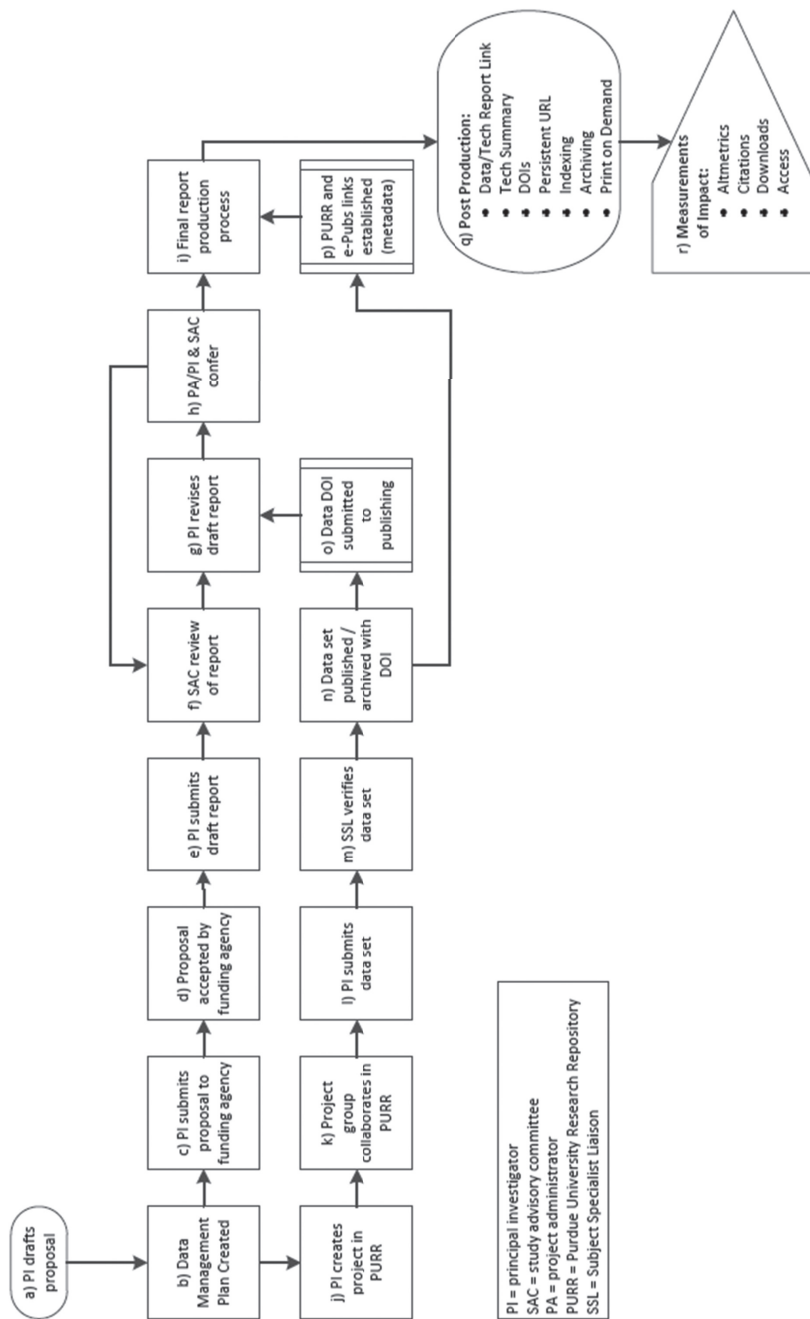 a) PI drafts
proposal
b) Data
Management
Plan Created
c) PI submits
proposal to
funding agency
d) Proposal
accepted by
funding agency
e) PI submits
draft report
f) SAC review
of report
g) PI revises
draft report
h) PA/PI & SAC
confer
i) Final report
production
process
j) PI creates
project in
PURR
k) Project
group
collaborates in
PURR
l) PI submits
data set
m) SSL verifies
data set
n) Data set
published /
archived with
DOI
o) Data DOI
submitted
to
publishing
p) PURR and
e-Pubs links
established
(metadata)
q) Post Production:
• Data/Tech Report Link
• Tech Summary
• DOIs
• Persistent URL
• Indexing
• Archiving
• Print on Demand
r) Measurements
of Impact:
• Altmetrics
• Citations
• Downloads
• Access
PI = principal investigator
SAC = study advisory committee
PA = project administrator
PURR = Purdue University Research Repository
SSL = Subject Specialist Liaison